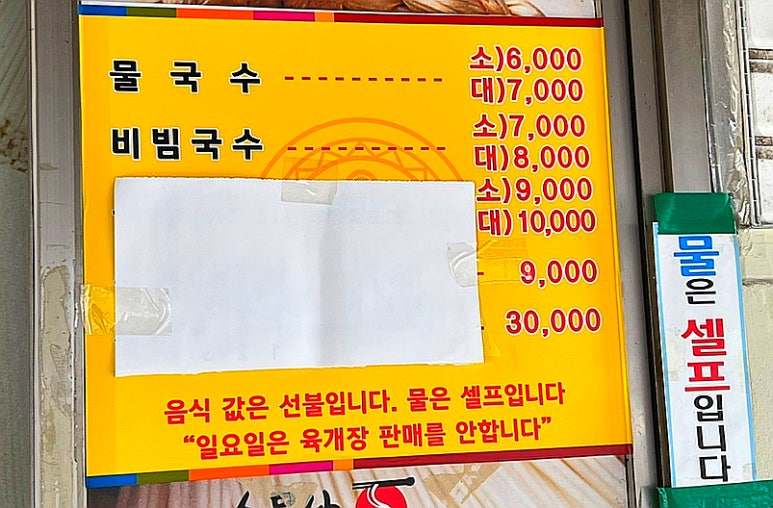 물국수 소)6,000
대)7,000
비빔국수 소)7,000
대)8,000
소)9,000
대)10,000
9,000
30,000
음식 값은 선불입니다. 물은 셀프입니다
“일요일은 육개장 판매를 안합니다”
물은 셀프입니다